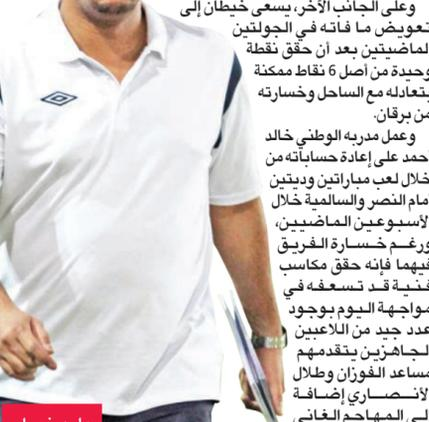 وعلى الجانب الآخر، يسعى خيطان إلى
تعويض ما فاته في الجولتين
الماضيتين بعد أن حقق نقطة
وحيدة من أصل 6 نقاط ممكنة
بتعادله مع الساحل وخسارته
من برقان.
وعمل مدربه الوطني خالد
أحمد على إعادة حساباته من
خلال لعب مباراتين وديتين
أمام النصر والسالمية خلال
الأسبوعين الماضيين،
ورغم خسارة الفريق
فيهما فإنه حقق مكاسب
فنية قد تسعفه في
مواجهة اليوم بوجود
عدد جيد من اللاعبين
الجاهزين يتقدمهم
مساعد الفوزان وطلال
الأنصاري إضافة
إلى المهاجم الغاني